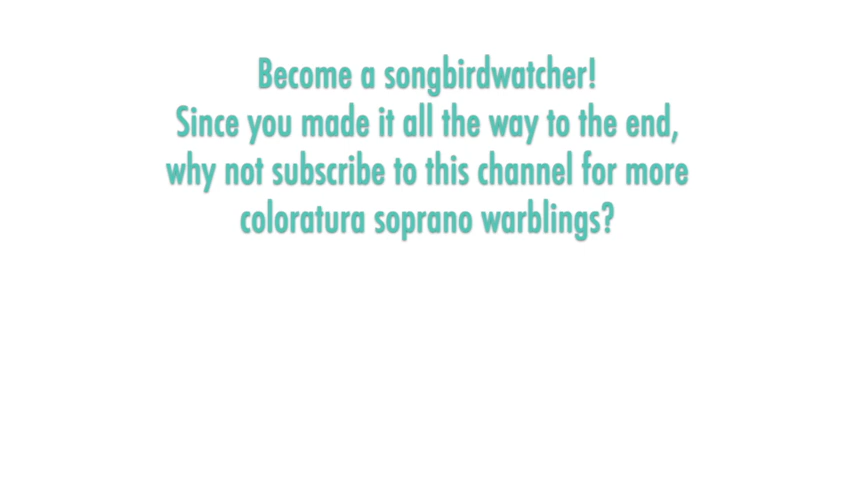 Become a songbirdwatcher!
Since you made it all the way to the end,
why not subscribe to this channel for more
coloratura soprano warblings?